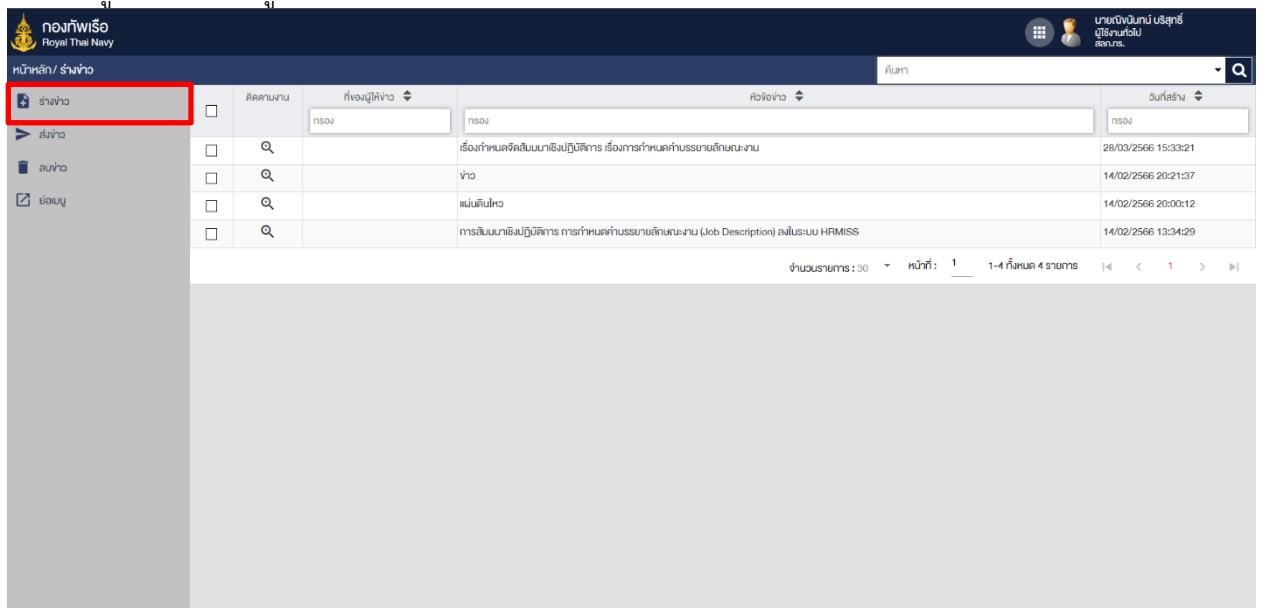 กองทัพเรือ
Royal Thai Navy
นายณิงนันทน์ บริสุทธิ์
ผู้ใช้งานทั่วไป
สลก.ทร.
หน้าหลัก/ ร่างข่าว
ค้นหา
ร่างข่าว
ส่งข่าว
ลบข่าว
ย่อเมนู
ติดตามงาน ที่ของผู้ให้ข่าว หัวข้อข่าว วันที่สร้าง
กรอง กรอง กรอง
เรื่องกำหนดจัดสัมมนาเชิงปฏิบัติการ เรื่องการกำหนดคำบรรยายลักษณะงาน 28/03/2566 15:33:21
ข่าว 14/02/2566 20:21:37
แผ่นดินไหว 14/02/2566 20:00:12
การสัมมนาเชิงปฏิบัติการ การกำหนดคำบรรยายลักษณะงาน (Job Description) ลงในระบบ HRMISS 14/02/2566 13:34:29
จำนวนรายการ : 30 หน้าที่ : 1 1-4 ทั้งหมด 4 รายการ 1